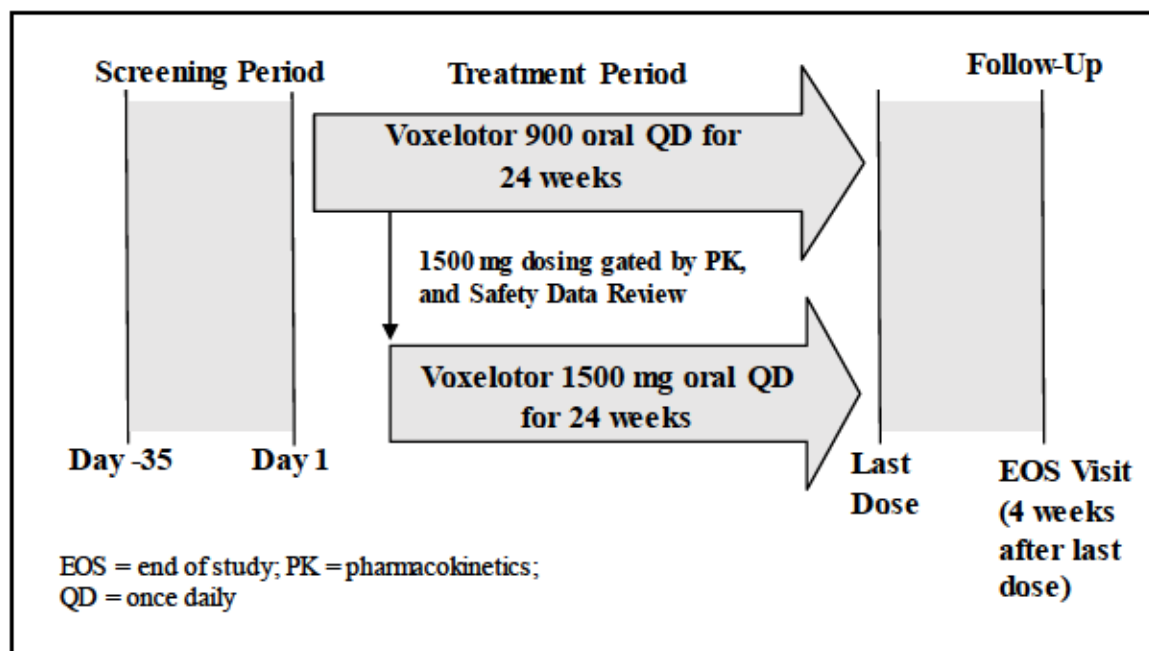 Screening Period
Treatment Period
Follow-Up
Voxelotor 900 oral QD for
24 weeks
1500 mg dosing gated by PK,
and Safety Data Review
Voxelotor 1500 mg oral QD
for 24 weeks
Day -35
Day 1
Last
Dose
EOS Visit
(4 weeks
after last
dose)
EOS = end of study; PK = pharmacokinetics;
QD = once daily